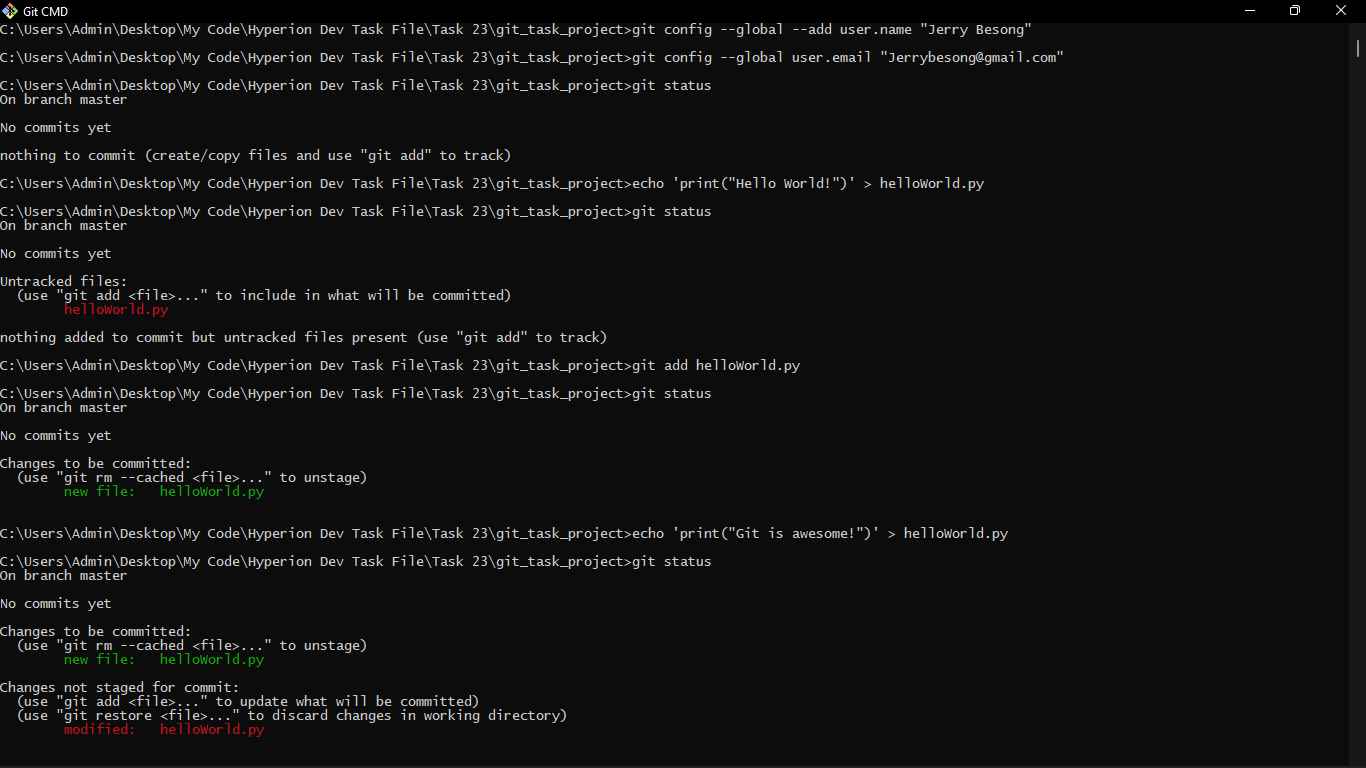 Git CMD
C:\Users\Admin\Desktop\My Code\Hyperion Dev Task File\Task 23\git_task_project>git config --global --add user.name "Jerry Besong"
C:\Users\Admin\Desktop\My Code\Hyperion Dev Task File\Task 23\git_task_project>git config --global user.email "Jerrybesong@gmail.com"
C:\Users\Admin\Desktop\My Code\Hyperion Dev Task File\Task 23\git_task_project>git status
On branch master
No commits yet
nothing to commit (create/copy files and use "git add" to track)
C:\Users\Admin\Desktop\My Code\Hyperion Dev Task File\Task 23\git_task_project>echo 'print("Hello World!")' > helloWorld.py
C:\Users\Admin\Desktop\My Code\Hyperion Dev Task File\Task 23\git_task_project>git status
On branch master
No commits yet
Untracked files:
  (use "git add <file>..." to include in what will be committed)
        helloWorld.py
nothing added to commit but untracked files present (use "git add" to track)
C:\Users\Admin\Desktop\My Code\Hyperion Dev Task File\Task 23\git_task_project>git add helloWorld.py
C:\Users\Admin\Desktop\My Code\Hyperion Dev Task File\Task 23\git_task_project>git status
On branch master
No commits yet
Changes to be committed:
  (use "git rm --cached <file>..." to unstage)
        new file:   helloWorld.py
C:\Users\Admin\Desktop\My Code\Hyperion Dev Task File\Task 23\git_task_project>echo 'print("Git is awesome!")' > helloWorld.py
C:\Users\Admin\Desktop\My Code\Hyperion Dev Task File\Task 23\git_task_project>git status
On branch master
No commits yet
Changes to be committed:
  (use "git rm --cached <file>..." to unstage)
        new file:   helloWorld.py
Changes not staged for commit:
  (use "git add <file>..." to update what will be committed)
  (use "git restore <file>..." to discard changes in working directory)
        modified:   helloWorld.py